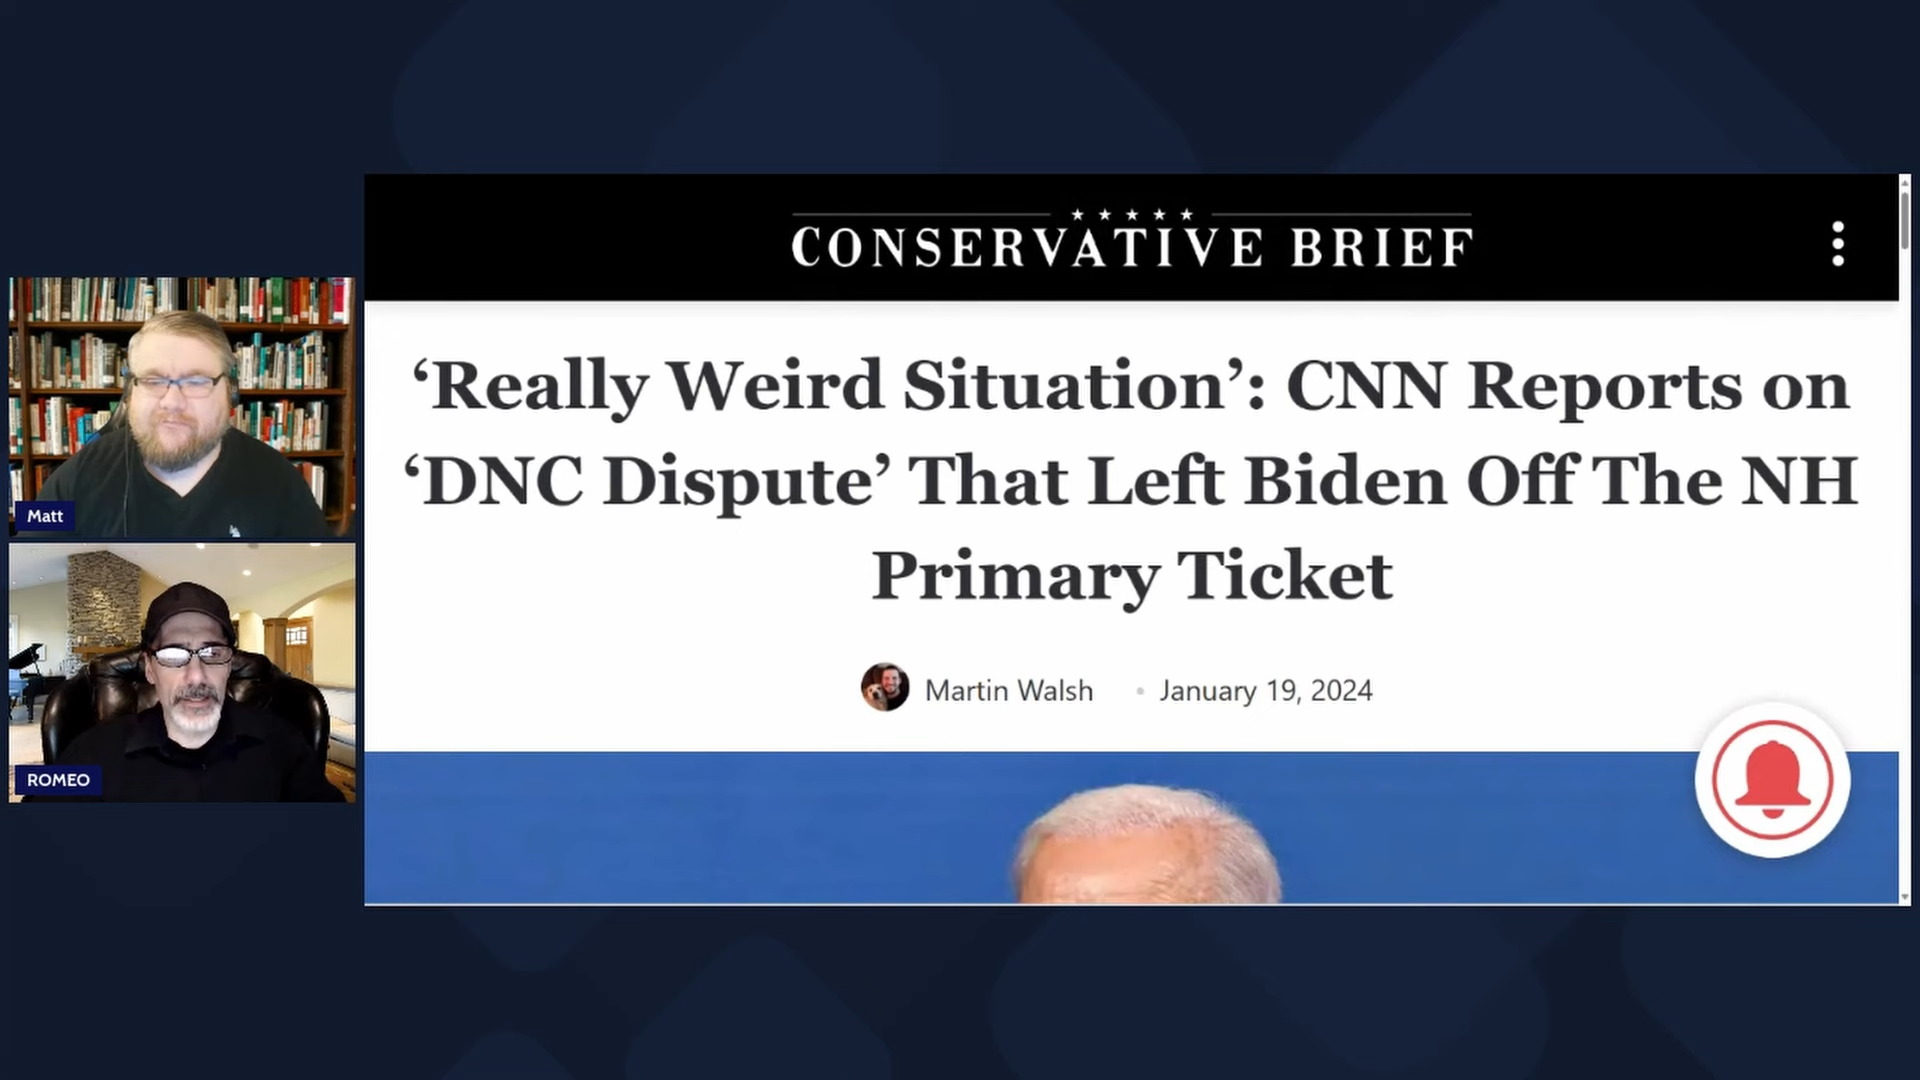 CONSERVATIVE BRIEF
‘Really Weird Situation’: CNN Reports on
‘DNC Dispute’ That Left Biden Off The NH
Primary Ticket
Martin Walsh • January 19, 2024
Matt
ROMEO